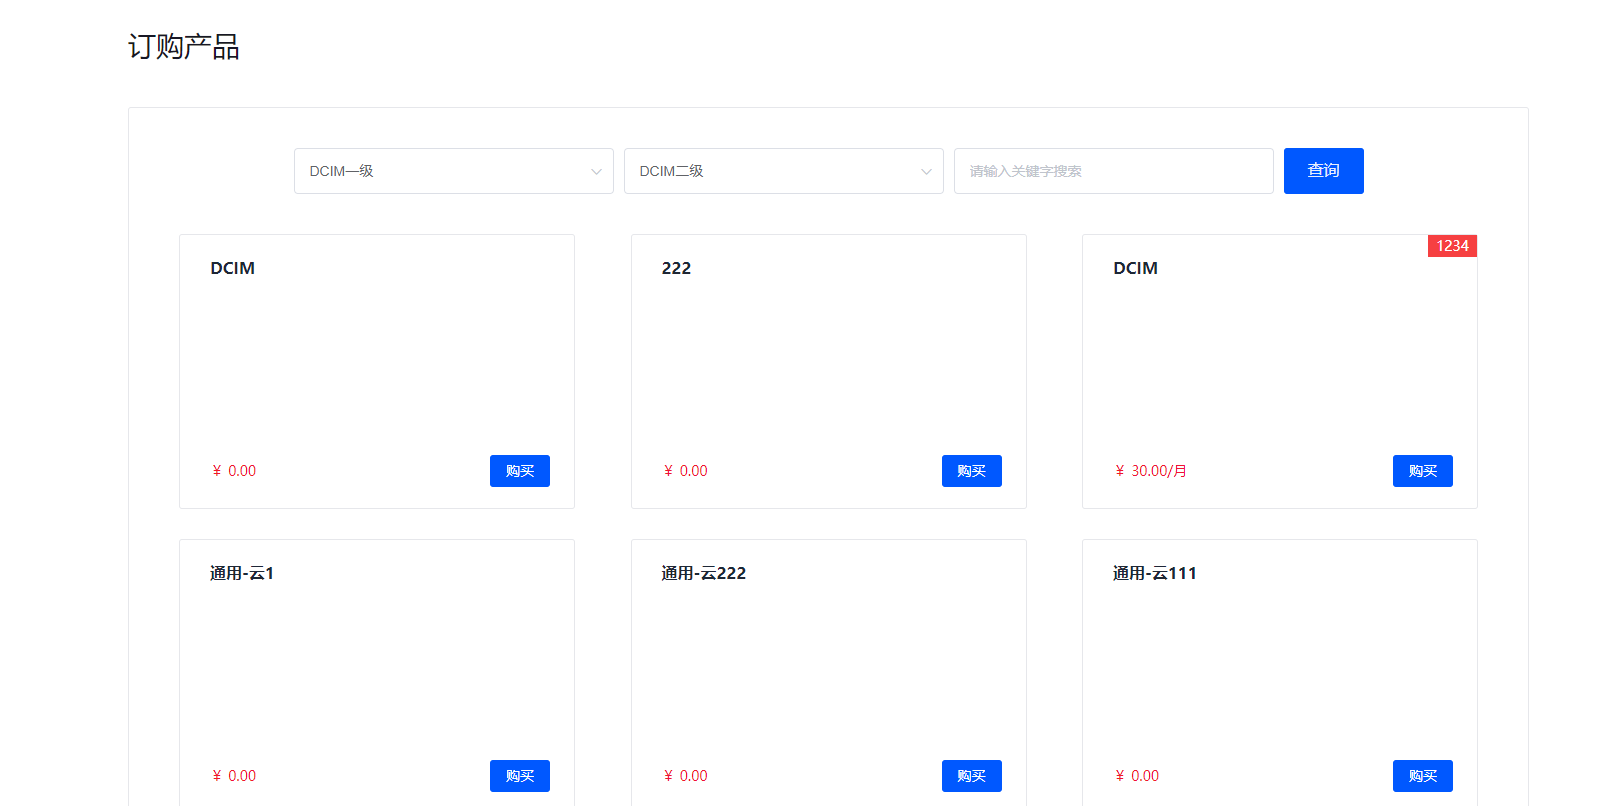 订购产品
DCIM一级
DCIM二级
请输入关键字搜索
查询
DCIM
222
DCIM
1234
¥ 0.00
购买
¥ 0.00
购买
¥ 30.00/月
购买
通用-云1
通用-云222
通用-云111
¥ 0.00
购买
¥ 0.00
购买
¥ 0.00
购买